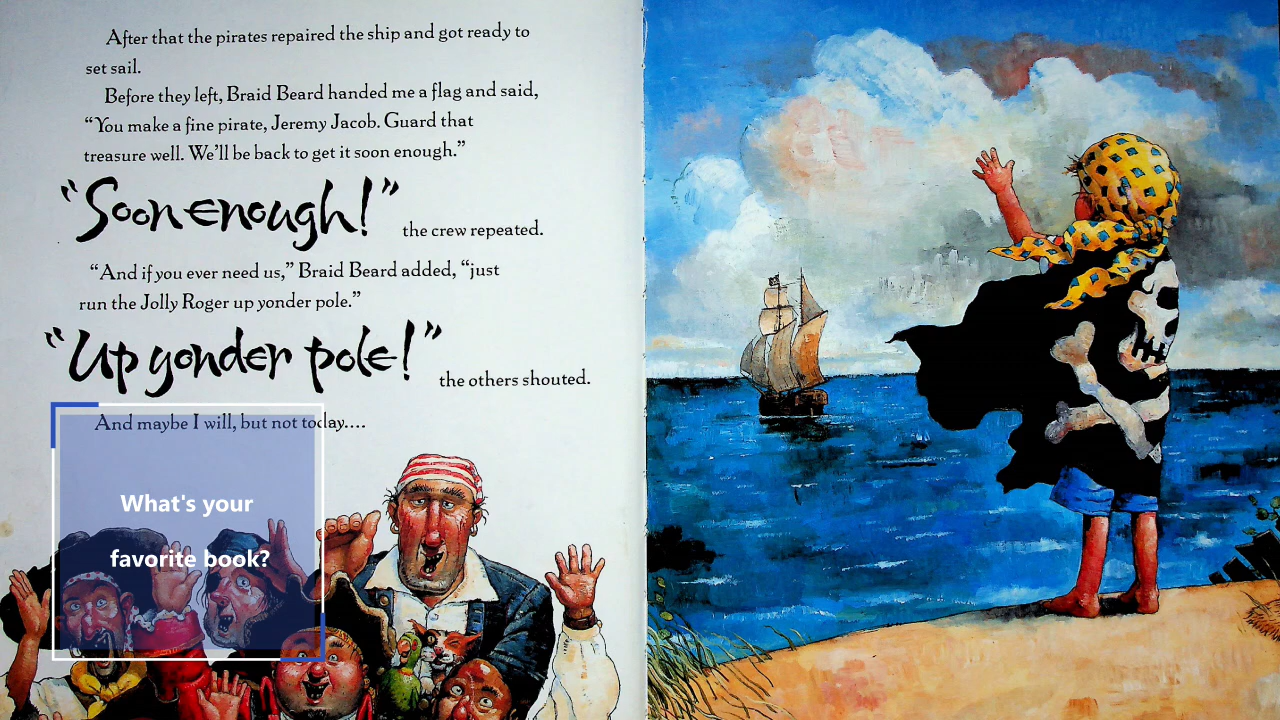 After that the pirates repaired the ship and got ready to
set sail.
Before they left, Braid Beard handed me a flag and said,
“You make a fine pirate, Jeremy Jacob. Guard that
treasure well. We’ll be back to get it soon enough.”
“Soon enough!” the crew repeated.
“And if you ever need us,” Braid Beard added, “just
run the Jolly Roger up yonder pole.”
“Up yonder pole!” the others shouted.
And maybe I will, but not today....
What's your
favorite book?